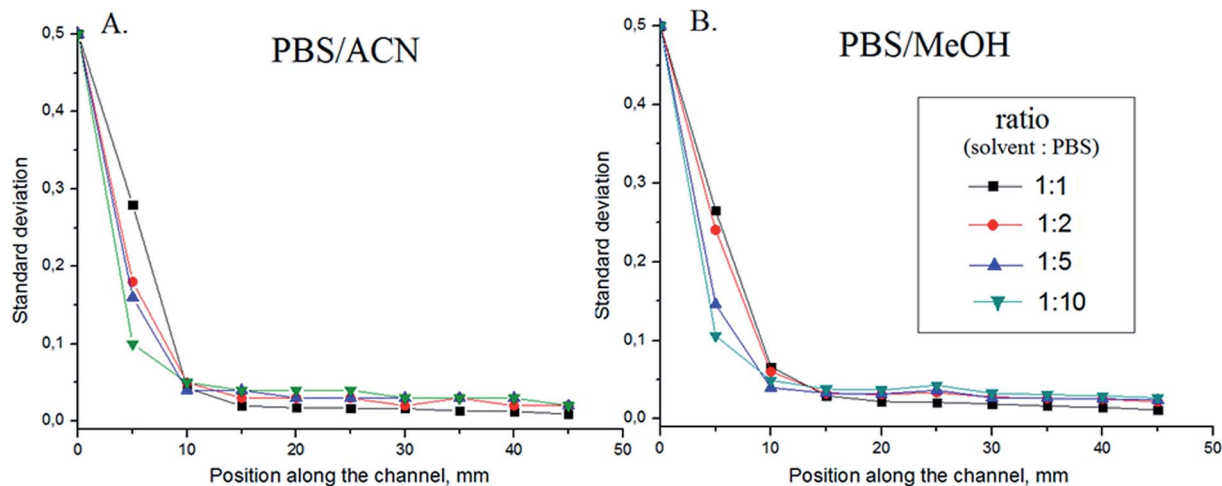 A.
PBS/ACN
0,5
0,4
0,3
0,2
0,1
0,0
Standard deviation
0 10 20 30 40 50
Position along the channel, mm
B.
PBS/MeOH
0,5
0,4
0,3
0,2
0,1
0,0
Standard deviation
0 10 20 30 40 50
Position along the channel, mm
ratio
(solvent : PBS)
1:1
1:2
1:5
1:10